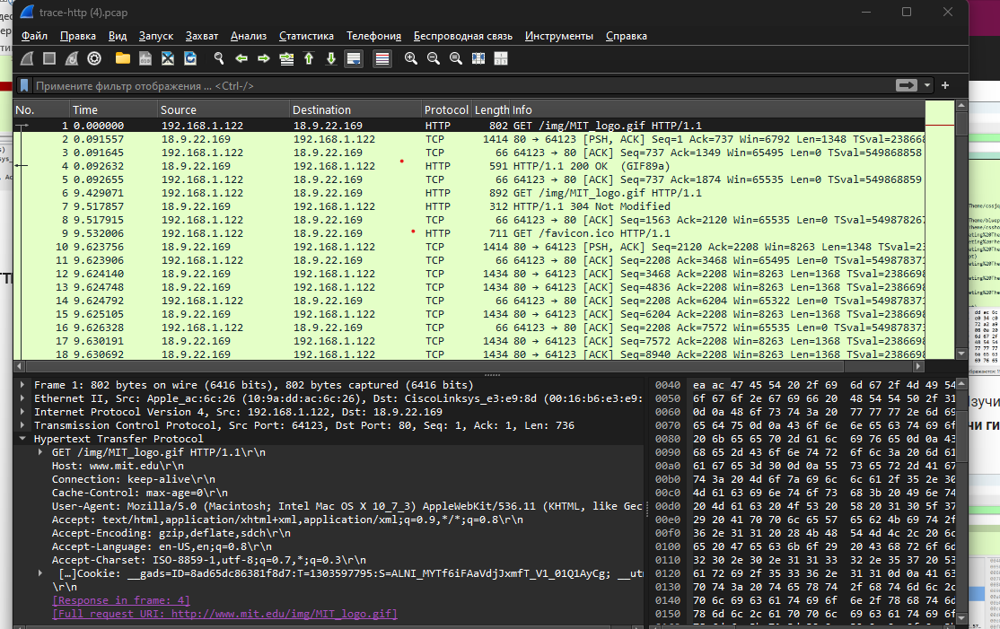 trace-http (4).pcap
Файл Правка Вид Запуск Захват Анализ Статистика Телефония Беспроводная связь Инструменты Справка
Примените фильтр отображения ... <Ctrl-/>
No. Time Source Destination Protocol Length Info
1 0.000000 192.168.1.122 18.9.22.169 HTTP 802 GET /img/MIT_logo.gif HTTP/1.1
2 0.091557 18.9.22.169 192.168.1.122 TCP 1414 80 → 64123 [PSH, ACK] Seq=1 Ack=737 Win=6792 Len=1348 TSval=238668
3 0.091645 192.168.1.122 18.9.22.169 TCP 66 64123 → 80 [ACK] Seq=737 Ack=1349 Win=65495 Len=0 TSval=549868858
4 0.092632 18.9.22.169 192.168.1.122 HTTP 591 HTTP/1.1 200 OK (GIF89a)
5 0.092655 192.168.1.122 18.9.22.169 TCP 66 64123 → 80 [ACK] Seq=737 Ack=1874 Win=65535 Len=0 TSval=549868859
6 9.429071 192.168.1.122 18.9.22.169 HTTP 892 GET /img/MIT_logo.gif HTTP/1.1
7 9.517857 18.9.22.169 192.168.1.122 HTTP 312 HTTP/1.1 304 Not Modified
8 9.517915 192.168.1.122 18.9.22.169 TCP 66 64123 → 80 [ACK] Seq=1563 Ack=2120 Win=65535 Len=0 TSval=549878267
9 9.532006 192.168.1.122 18.9.22.169 HTTP 711 GET /favicon.ico HTTP/1.1
10 9.623756 18.9.22.169 192.168.1.122 TCP 1414 80 → 64123 [PSH, ACK] Seq=2120 Ack=2208 Win=8263 Len=1348 TSval=23
11 9.623906 192.168.1.122 18.9.22.169 TCP 66 64123 → 80 [ACK] Seq=2208 Ack=3468 Win=65495 Len=0 TSval=549878371
12 9.624140 18.9.22.169 192.168.1.122 TCP 1434 80 → 64123 [ACK] Seq=3468 Ack=2208 Win=8263 Len=1368 TSval=2386698
13 9.624748 18.9.22.169 192.168.1.122 TCP 1434 80 → 64123 [ACK] Seq=4836 Ack=2208 Win=8263 Len=1368 TSval=2386698
14 9.624792 192.168.1.122 18.9.22.169 TCP 66 64123 → 80 [ACK] Seq=2208 Ack=6204 Win=65322 Len=0 TSval=549878371
15 9.625105 18.9.22.169 192.168.1.122 TCP 1434 80 → 64123 [ACK] Seq=6204 Ack=2208 Win=8263 Len=1368 TSval=2386698
16 9.626328 192.168.1.122 18.9.22.169 TCP 66 64123 → 80 [ACK] Seq=2208 Ack=7572 Win=65535 Len=0 TSval=549878373
17 9.630191 18.9.22.169 192.168.1.122 TCP 1434 80 → 64123 [ACK] Seq=7572 Ack=2208 Win=8263 Len=1368 TSval=2386698
18 9.630692 18.9.22.169 192.168.1.122 TCP 1434 80 → 64123 [ACK] Seq=8940 Ack=2208 Win=8263 Len=1368 TSval=2386698
Frame 1: 802 bytes on wire (6416 bits), 802 bytes captured (6416 bits)
Ethernet II, Src: Apple_ac:6c:26 (10:9a:dd:ac:6c:26), Dst: CiscoLinksys_e3:e9:8d (00:16:b6:e3:e9:
Internet Protocol Version 4, Src: 192.168.1.122, Dst: 18.9.22.169
Transmission Control Protocol, Src Port: 64123, Dst Port: 80, Seq: 1, Ack: 1, Len: 736
Hypertext Transfer Protocol
GET /img/MIT_logo.gif HTTP/1.1\r\n
Host: www.mit.edu\r\n
Connection: keep-alive\r\n
Cache-Control: max-age=0\r\n
User-Agent: Mozilla/5.0 (Macintosh; Intel Mac OS X 10_7_3) AppleWebKit/536.11 (KHTML, like Gec
Accept: text/html,application/xhtml+xml,application/xml;q=0.9,*/*;q=0.8\r\n
Accept-Encoding: gzip,deflate,sdch\r\n
Accept-Language: en-US,en;q=0.8\r\n
Accept-Charset: ISO-8859-1,utf-8;q=0.7,*;q=0.3\r\n
[…]Cookie: __gads=ID=8ad65dc86381f8d7:T=1303597795:S=ALNI_MYTf6iFAaVdjJxmfT_V1_01Q1AyCg; __utm
\r\n
[Response in frame: 4]
[Full request URI: http://www.mit.edu/img/MIT_logo.gif]
0040 ea ac 47 45 54 20 2f 69 6d 67 2f 4d 49 54
0050 6f 67 6f 2e 67 69 66 20 48 54 54 50 2f 31
0060 0d 0a 48 6f 73 74 3a 20 77 77 77 2e 6d 69
0070 65 64 75 0d 0a 43 6f 6e 6e 65 63 74 69 6f
0080 20 6b 65 65 70 2d 61 6c 69 76 65 0d 0a 43
0090 68 65 2d 43 6f 6e 74 72 6f 6c 3a 20 6d 61
00a0 61 67 65 3d 30 0d 0a 55 73 65 72 2d 41 67
00b0 74 3a 20 4d 6f 7a 69 6c 6c 61 2f 35 2e 30
00c0 4d 61 63 69 6e 74 6f 73 68 3b 20 49 6e 74
00d0 20 4d 61 63 20 4f 53 20 58 20 31 30 5f 37
00e0 29 20 41 70 70 6c 65 57 65 62 4b 69 74 2f
00f0 36 2e 31 31 20 28 4b 48 54 4d 4c 2c 20 6c
0100 65 20 47 65 63 6b 6f 29 20 43 68 72 6f 6d
0110 32 30 2e 30 2e 31 31 33 32 2e 35 37 20 53
0120 61 72 69 2f 35 33 36 2e 31 31 0d 0a 41 63
0130 70 74 3a 20 74 65 78 74 2f 68 74 6d 6c 2c
0140 70 6c 69 63 61 74 69 6f 6e 2f 78 68 74 6d
0150 78 6d 6c 2c 61 70 70 6c 69 63 61 74 69 6f